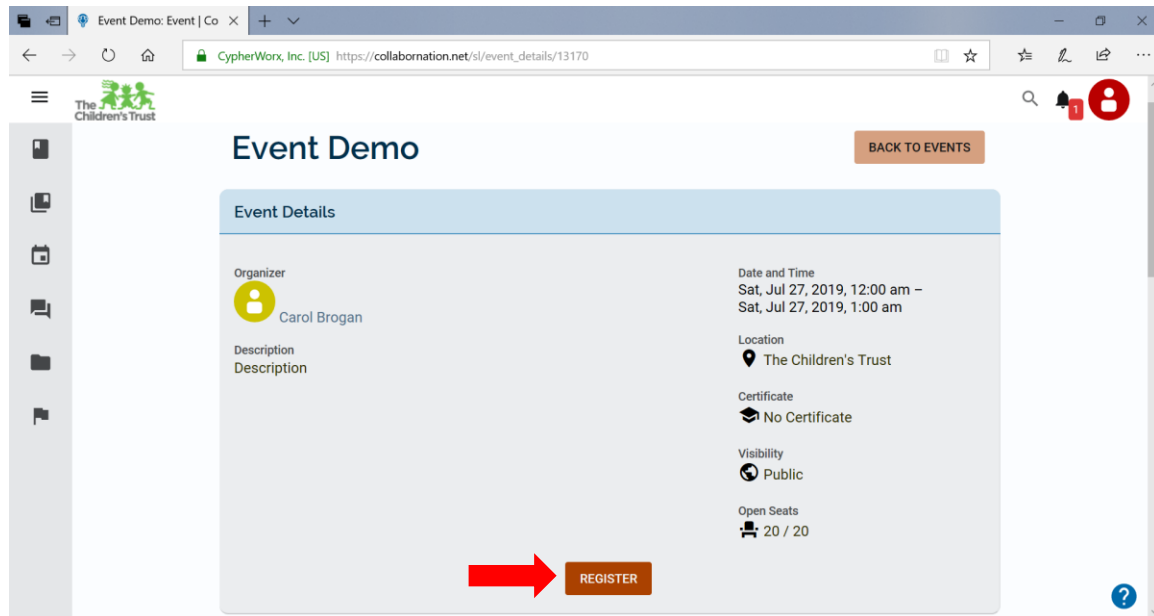 Event Demo: Event | Co
CypherWorx, Inc. [US] https://collabornation.net/sl/event_details/13170
The
Children's Trust
1
Event Demo
BACK TO EVENTS
Event Details
Organizer
Carol Brogan
Description
Description
Date and Time
Sat, Jul 27, 2019, 12:00 am –
Sat, Jul 27, 2019, 1:00 am
Location
The Children's Trust
Certificate
No Certificate
Visibility
Public
Open Seats
20 / 20
REGISTER
?